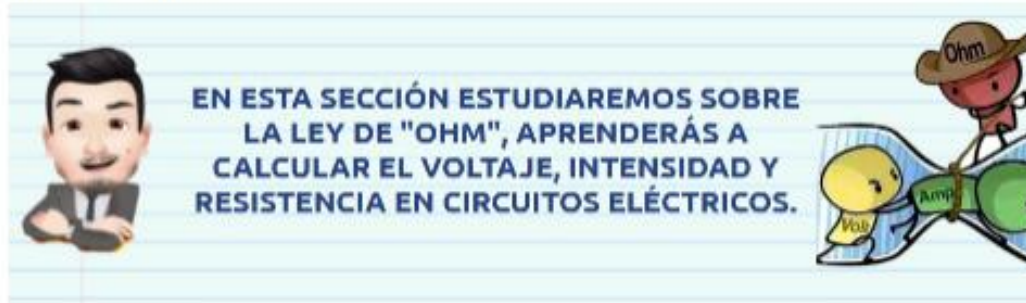 EN ESTA SECCIÓN ESTUDIAREMOS SOBRE
LA LEY DE "OHM", APRENDERÁS A
CALCULAR EL VOLTAJE, INTENSIDAD Y
RESISTENCIA EN CIRCUITOS ELÉCTRICOS.
Ohm
Amp
Volt